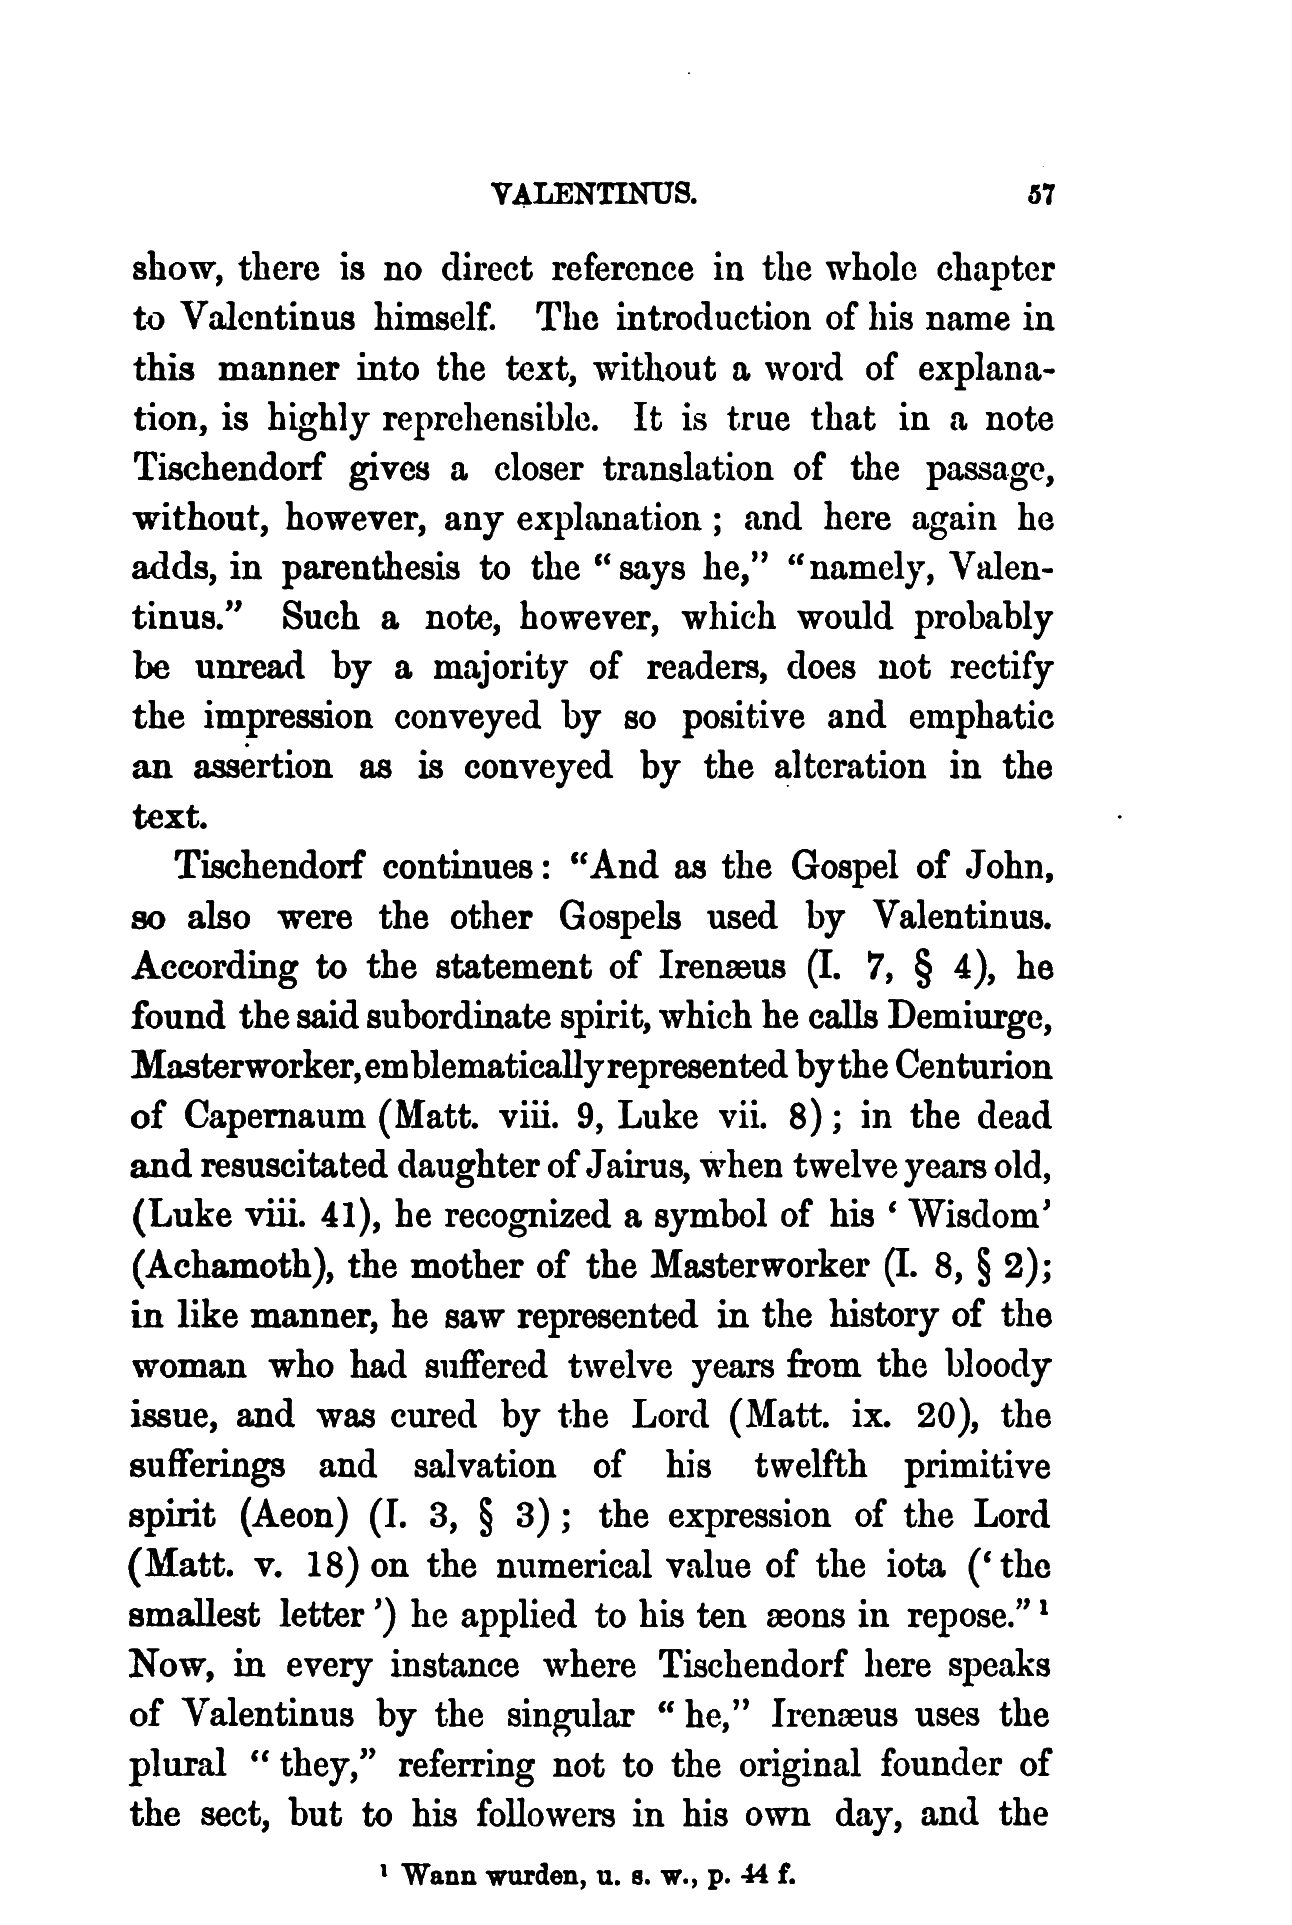 VALENTINUS. 57
show, there is no direct reference in the whole chapter
to Valentinus himself. The introduction of his name in
this manner into the text, without a word of explana-
tion, is highly reprehensible. It is true that in a note
Tischendorf gives a closer translation of the passage,
without, however, any explanation ; and here again he
adds, in parenthesis to the “says he,” “namely, Valen-
tinus.” Such a note, however, which would probably
be unread by a majority of readers, does not rectify
the impression conveyed by so positive and emphatic
an assertion as is conveyed by the alteration in the
text.
Tischendorf continues : “And as the Gospel of John,
so also were the other Gospels used by Valentinus.
According to the statement of Irenæus (I. 7, § 4), he
found the said subordinate spirit, which he calls Demiurge,
Masterworker, emblematically represented by the Centurion
of Capernaum (Matt. viii. 9, Luke vii. 8) ; in the dead
and resuscitated daughter of Jairus, when twelve years old,
(Luke viii. 41), he recognized a symbol of his ‘ Wisdom’
(Achamoth), the mother of the Masterworker (I. 8, § 2);
in like manner, he saw represented in the history of the
woman who had suffered twelve years from the bloody
issue, and was cured by the Lord (Matt. ix. 20), the
sufferings and salvation of his twelfth primitive
spirit (Aeon) (I. 3, § 3) ; the expression of the Lord
(Matt. v. 18) on the numerical value of the iota (‘ the
smallest letter ’) he applied to his ten æons in repose.” ¹
Now, in every instance where Tischendorf here speaks
of Valentinus by the singular “ he,” Irenæus uses the
plural “ they,” referring not to the original founder of
the sect, but to his followers in his own day, and the
¹ Wann wurden, u. s. w., p. 44 f.